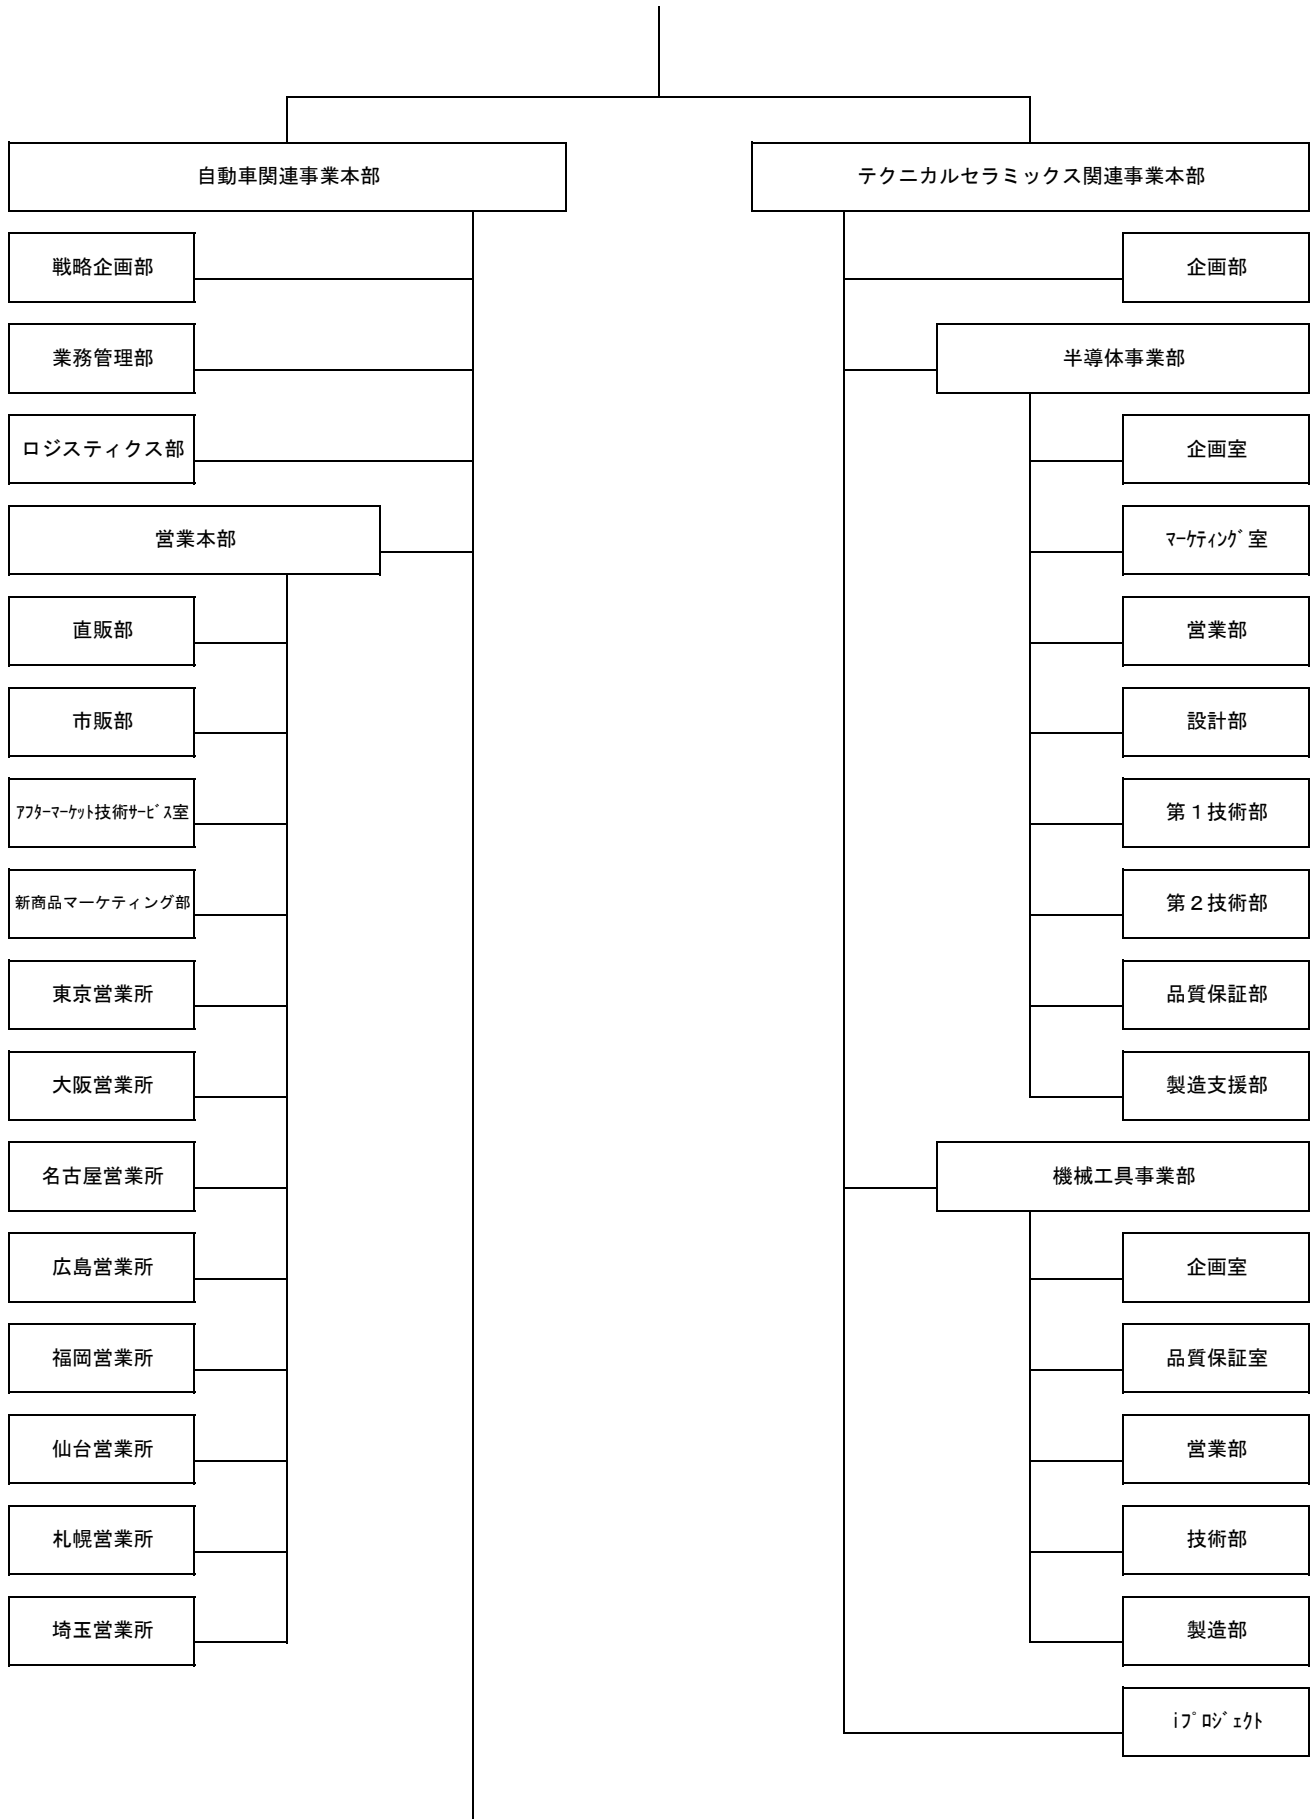 自動車関連事業本部
戦略企画部
業務管理部
ロジスティクス部
営業本部
直販部
市販部
ｱﾌﾀｰﾏｰｹｯﾄ技術ｻｰﾋﾞｽ室
新商品マーケティング部
東京営業所
大阪営業所
名古屋営業所
広島営業所
福岡営業所
仙台営業所
札幌営業所
埼玉営業所
テクニカルセラミックス関連事業本部
企画部
半導体事業部
企画室
ﾏｰｹﾃｨﾝｸﾞ室
営業部
設計部
第１技術部
第２技術部
品質保証部
製造支援部
機械工具事業部
企画室
品質保証室
営業部
技術部
製造部
iﾌﾟﾛｼﾞｪｸﾄ